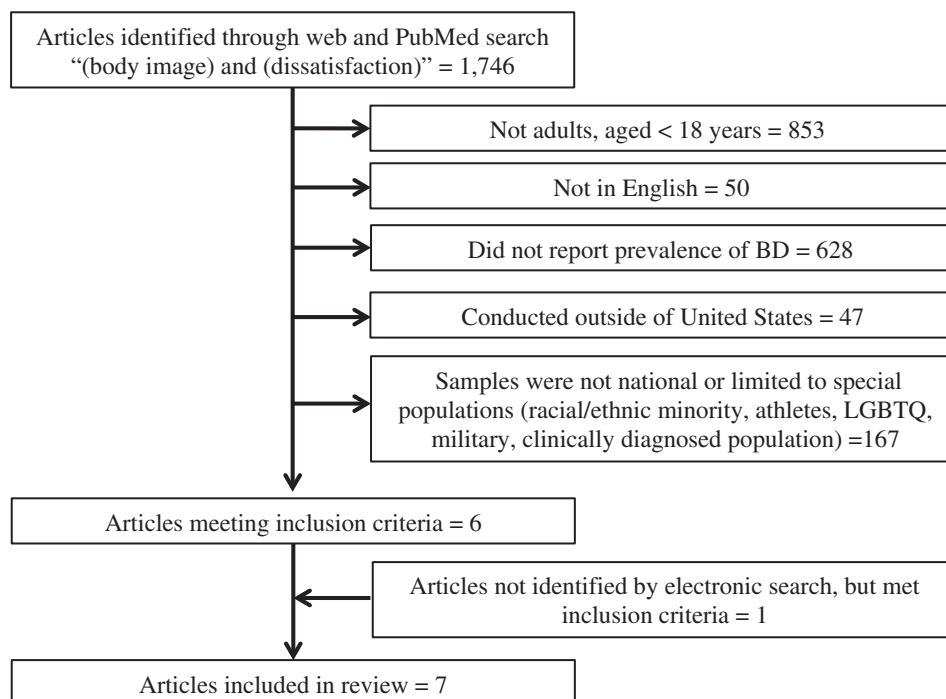 Articles identified through web and PubMed search
“(body image) and (dissatisfaction)” = 1,746
Not adults, aged < 18 years = 853
Not in English = 50
Did not report prevalence of BD = 628
Conducted outside of United States = 47
Samples were not national or limited to special
populations (racial/ethnic minority, athletes, LGBTQ,
military, clinically diagnosed population) =167
Articles meeting inclusion criteria = 6
Articles not identified by electronic search, but met
inclusion criteria = 1
Articles included in review = 7